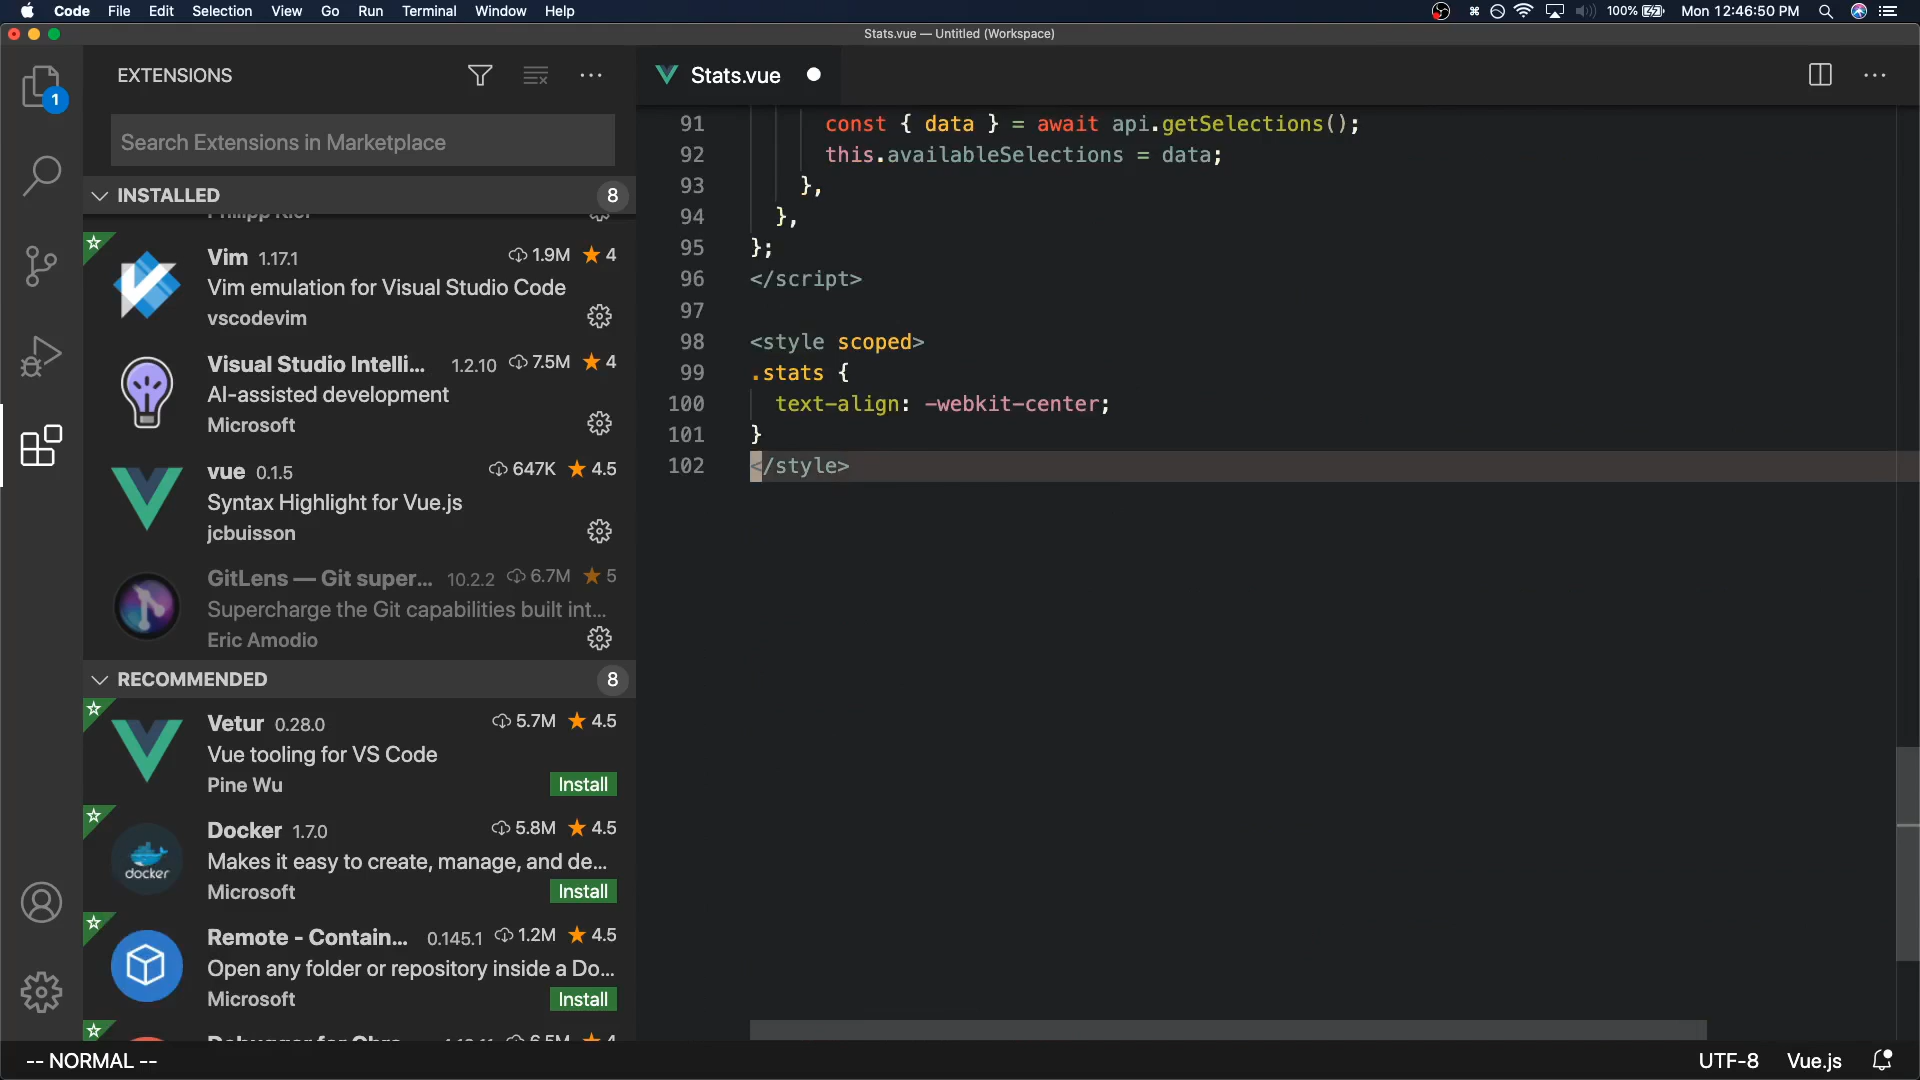 Code File Edit Selection View Go Run Terminal Window Help 100% Mon 12:46:50 PM
Stats.vue — Untitled (Workspace)
EXTENSIONS
Search Extensions in Marketplace
INSTALLED 8
Vim 1.17.1 1.9M ★ 4
Vim emulation for Visual Studio Code
vscodevim
Visual Studio Intelli... 1.2.10 7.5M ★ 4
AI-assisted development
Microsoft
vue 0.1.5 647K ★ 4.5
Syntax Highlight for Vue.js
jcbuisson
GitLens — Git super... 10.2.2 6.7M ★ 5
Supercharge the Git capabilities built int...
Eric Amodio
RECOMMENDED 8
Vetur 0.28.0 5.7M ★ 4.5
Vue tooling for VS Code
Pine Wu Install
Docker 1.7.0 5.8M ★ 4.5
docker
Makes it easy to create, manage, and de...
Microsoft Install
Remote - Contain... 0.145.1 1.2M ★ 4.5
Open any folder or repository inside a Do...
Microsoft Install
1
Stats.vue
91 const { data } = await api.getSelections();
92 this.availableSelections = data;
93 },
94 },
95 };
96 </script>
97
98 <style scoped>
99 .stats {
100 text-align: -webkit-center;
101 }
102 </style>
-- NORMAL -- UTF-8 Vue.js